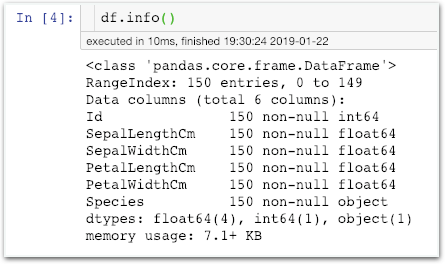 In [4]: df.info()
executed in 10ms, finished 19:30:24 2019-01-22
<class 'pandas.core.frame.DataFrame'>
RangeIndex: 150 entries, 0 to 149
Data columns (total 6 columns):
Id               150 non-null int64
SepalLengthCm    150 non-null float64
SepalWidthCm     150 non-null float64
PetalLengthCm    150 non-null float64
PetalWidthCm     150 non-null float64
Species          150 non-null object
dtypes: float64(4), int64(1), object(1)
memory usage: 7.1+ KB